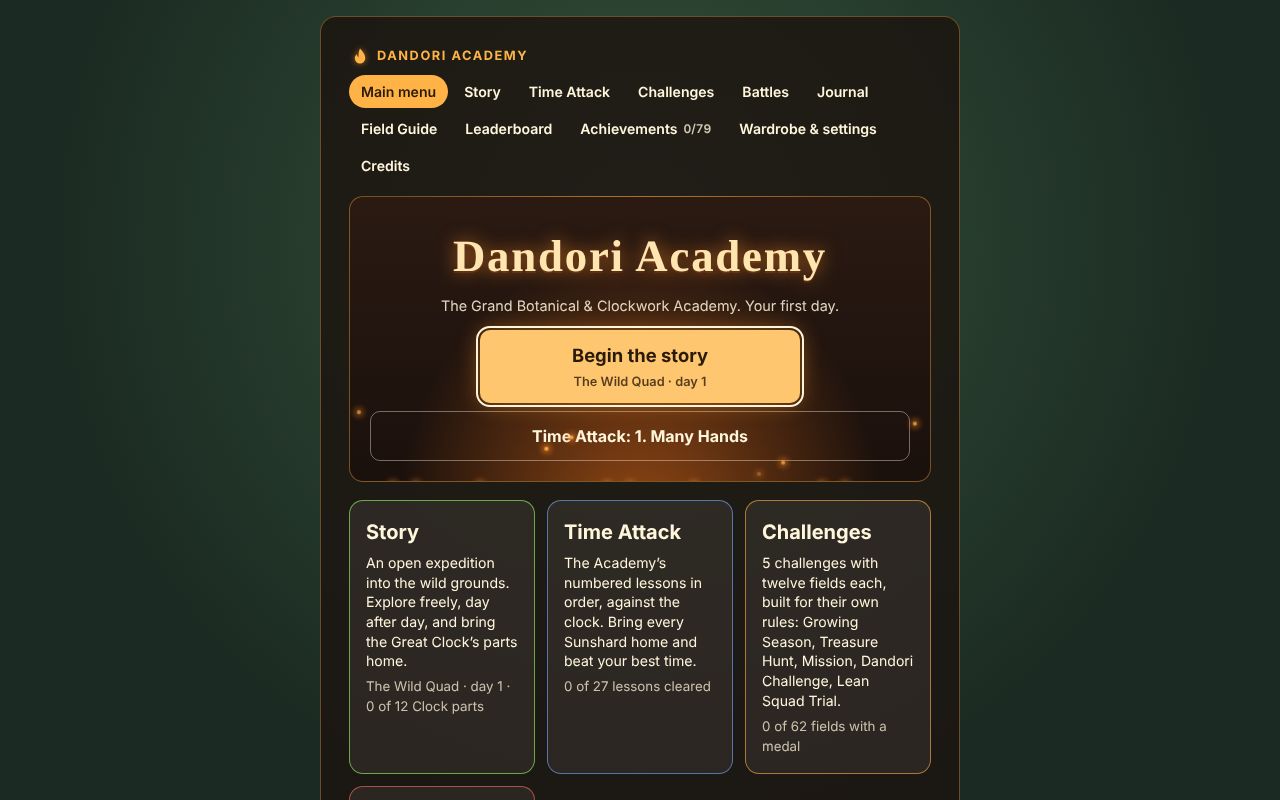 DANDORI ACADEMY
Main menu Story Time Attack Challenges Battles Journal
Field Guide Leaderboard Achievements 0/79 Wardrobe & settings
Credits
Dandori Academy
The Grand Botanical & Clockwork Academy. Your first day.
Begin the story
The Wild Quad · day 1
Time Attack: 1. Many Hands
Story
An open expedition
into the wild grounds.
Explore freely, day
after day, and bring
the Great Clock’s parts
home.
The Wild Quad · day 1 ·
0 of 12 Clock parts
Time Attack
The Academy’s
numbered lessons in
order, against the
clock. Bring every
Sunshard home and
beat your best time.
0 of 27 lessons cleared
Challenges
5 challenges with
twelve fields each,
built for their own
rules: Growing
Season, Treasure
Hunt, Mission, Dandori
Challenge, Lean
Squad Trial.
0 of 62 fields with a
medal